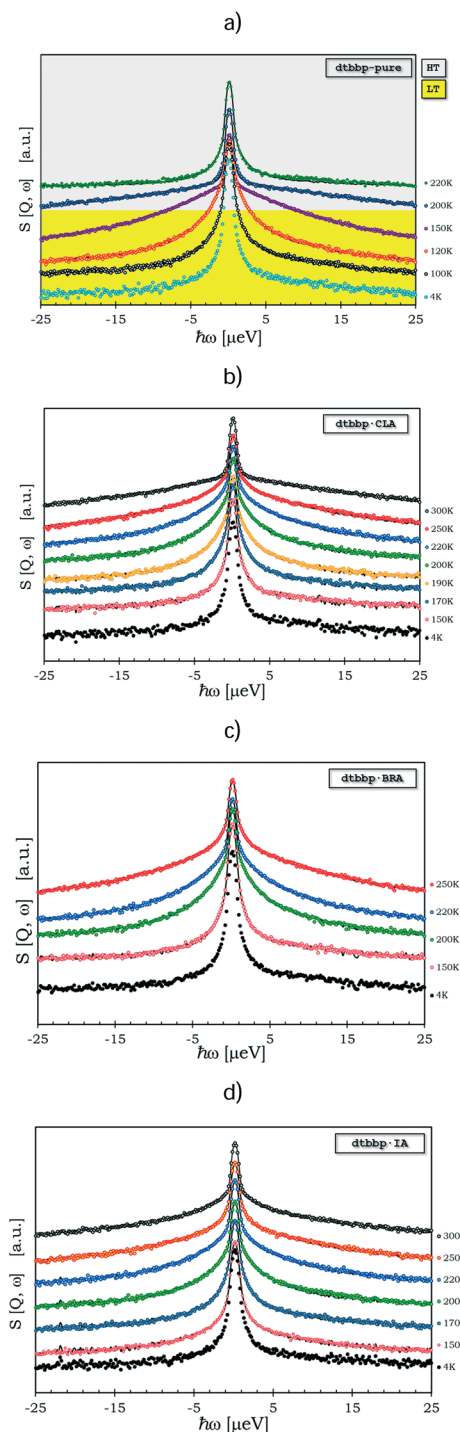 a)
dtbbp-pure
HT
LT
S [Q, ω] [a.u.]
220K
200K
150K
120K
100K
4K
-25 -15 -5 5 15 25
ħω [µeV]
b)
dtbbp·CLA
S [Q, ω] [a.u.]
300K
250K
220K
200K
190K
170K
150K
4K
-25 -15 -5 5 15 25
ħω [µeV]
c)
dtbbp·BRA
S [Q, ω] [a.u.]
250K
220K
200K
150K
4K
-25 -15 -5 5 15 25
ħω [µeV]
d)
dtbbp·IA
S [Q, ω] [a.u.]
300
250
220
200
170
150
4K
-25 -15 -5 5 15 25
ħω [µeV]